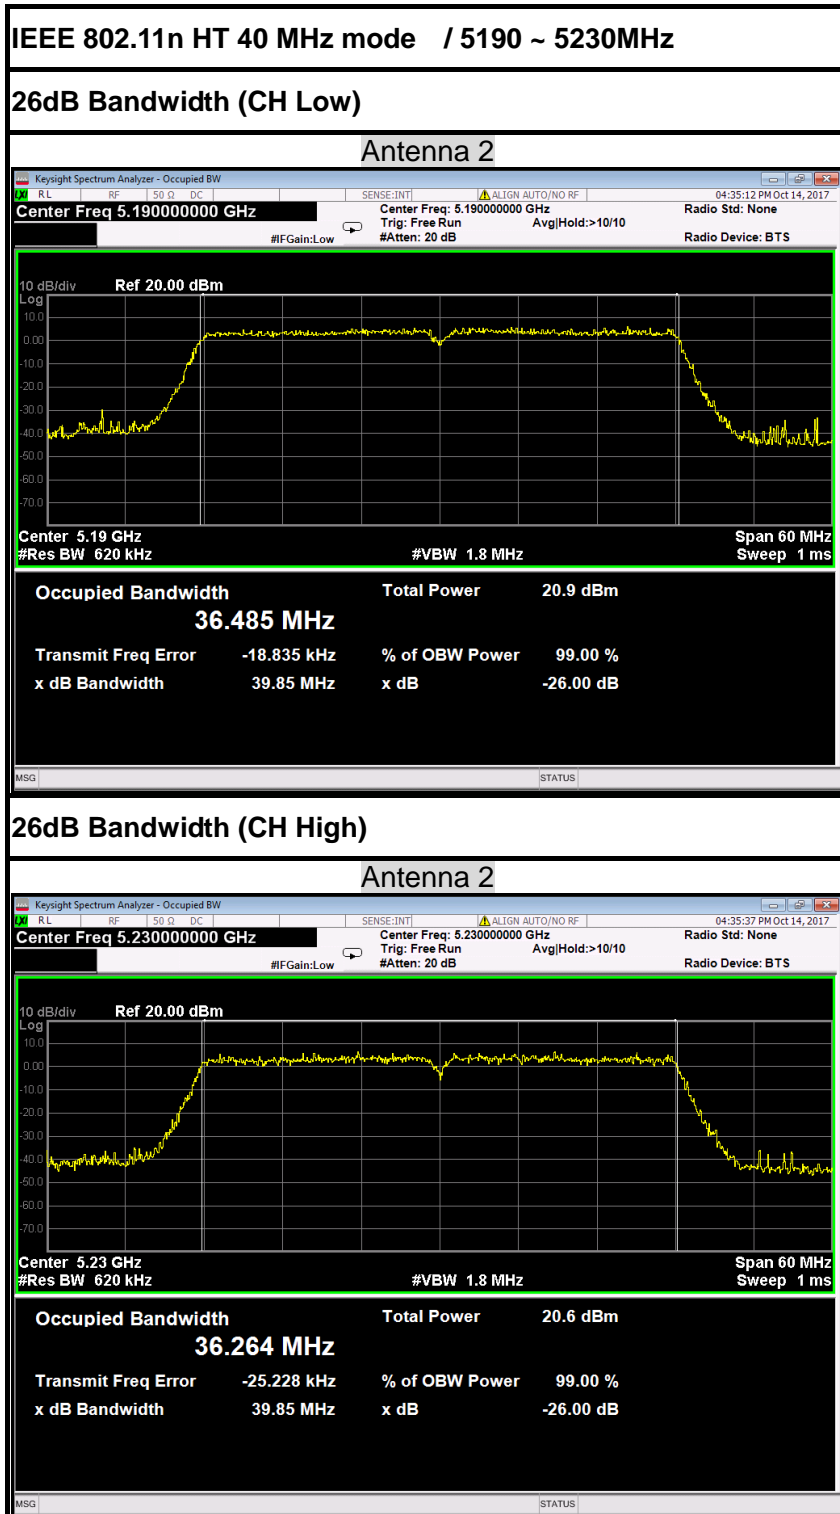 IEEE 802.11n HT 40 MHz mode / 5190 ~ 5230MHz
26dB Bandwidth (CH Low)
Antenna 2
Keysight Spectrum Analyzer - Occupied BW
LXI RL RF 50 Ω DC SENSE:INT ALIGN AUTO/NO RF 04:35:12 PM Oct 14, 2017
Center Freq 5.190000000 GHz Center Freq: 5.190000000 GHz Radio Std: None
Trig: Free Run Avg|Hold:>10/10
#IFGain:Low #Atten: 20 dB Radio Device: BTS
10 dB/div Ref 20.00 dBm
Log
10.0
0.00
-10.0
-20.0
-30.0
-40.0
-50.0
-60.0
-70.0
Center 5.19 GHz Span 60 MHz
#Res BW 620 kHz #VBW 1.8 MHz Sweep 1 ms
Occupied Bandwidth Total Power 20.9 dBm
36.485 MHz
Transmit Freq Error -18.835 kHz % of OBW Power 99.00 %
x dB Bandwidth 39.85 MHz x dB -26.00 dB
MSG STATUS
26dB Bandwidth (CH High)
Antenna 2
Keysight Spectrum Analyzer - Occupied BW
LXI RL RF 50 Ω DC SENSE:INT ALIGN AUTO/NO RF 04:35:37 PM Oct 14, 2017
Center Freq 5.230000000 GHz Center Freq: 5.230000000 GHz Radio Std: None
Trig: Free Run Avg|Hold:>10/10
#IFGain:Low #Atten: 20 dB Radio Device: BTS
10 dB/div Ref 20.00 dBm
Log
10.0
0.00
-10.0
-20.0
-30.0
-40.0
-50.0
-60.0
-70.0
Center 5.23 GHz Span 60 MHz
#Res BW 620 kHz #VBW 1.8 MHz Sweep 1 ms
Occupied Bandwidth Total Power 20.6 dBm
36.264 MHz
Transmit Freq Error -25.228 kHz % of OBW Power 99.00 %
x dB Bandwidth 39.85 MHz x dB -26.00 dB
MSG STATUS